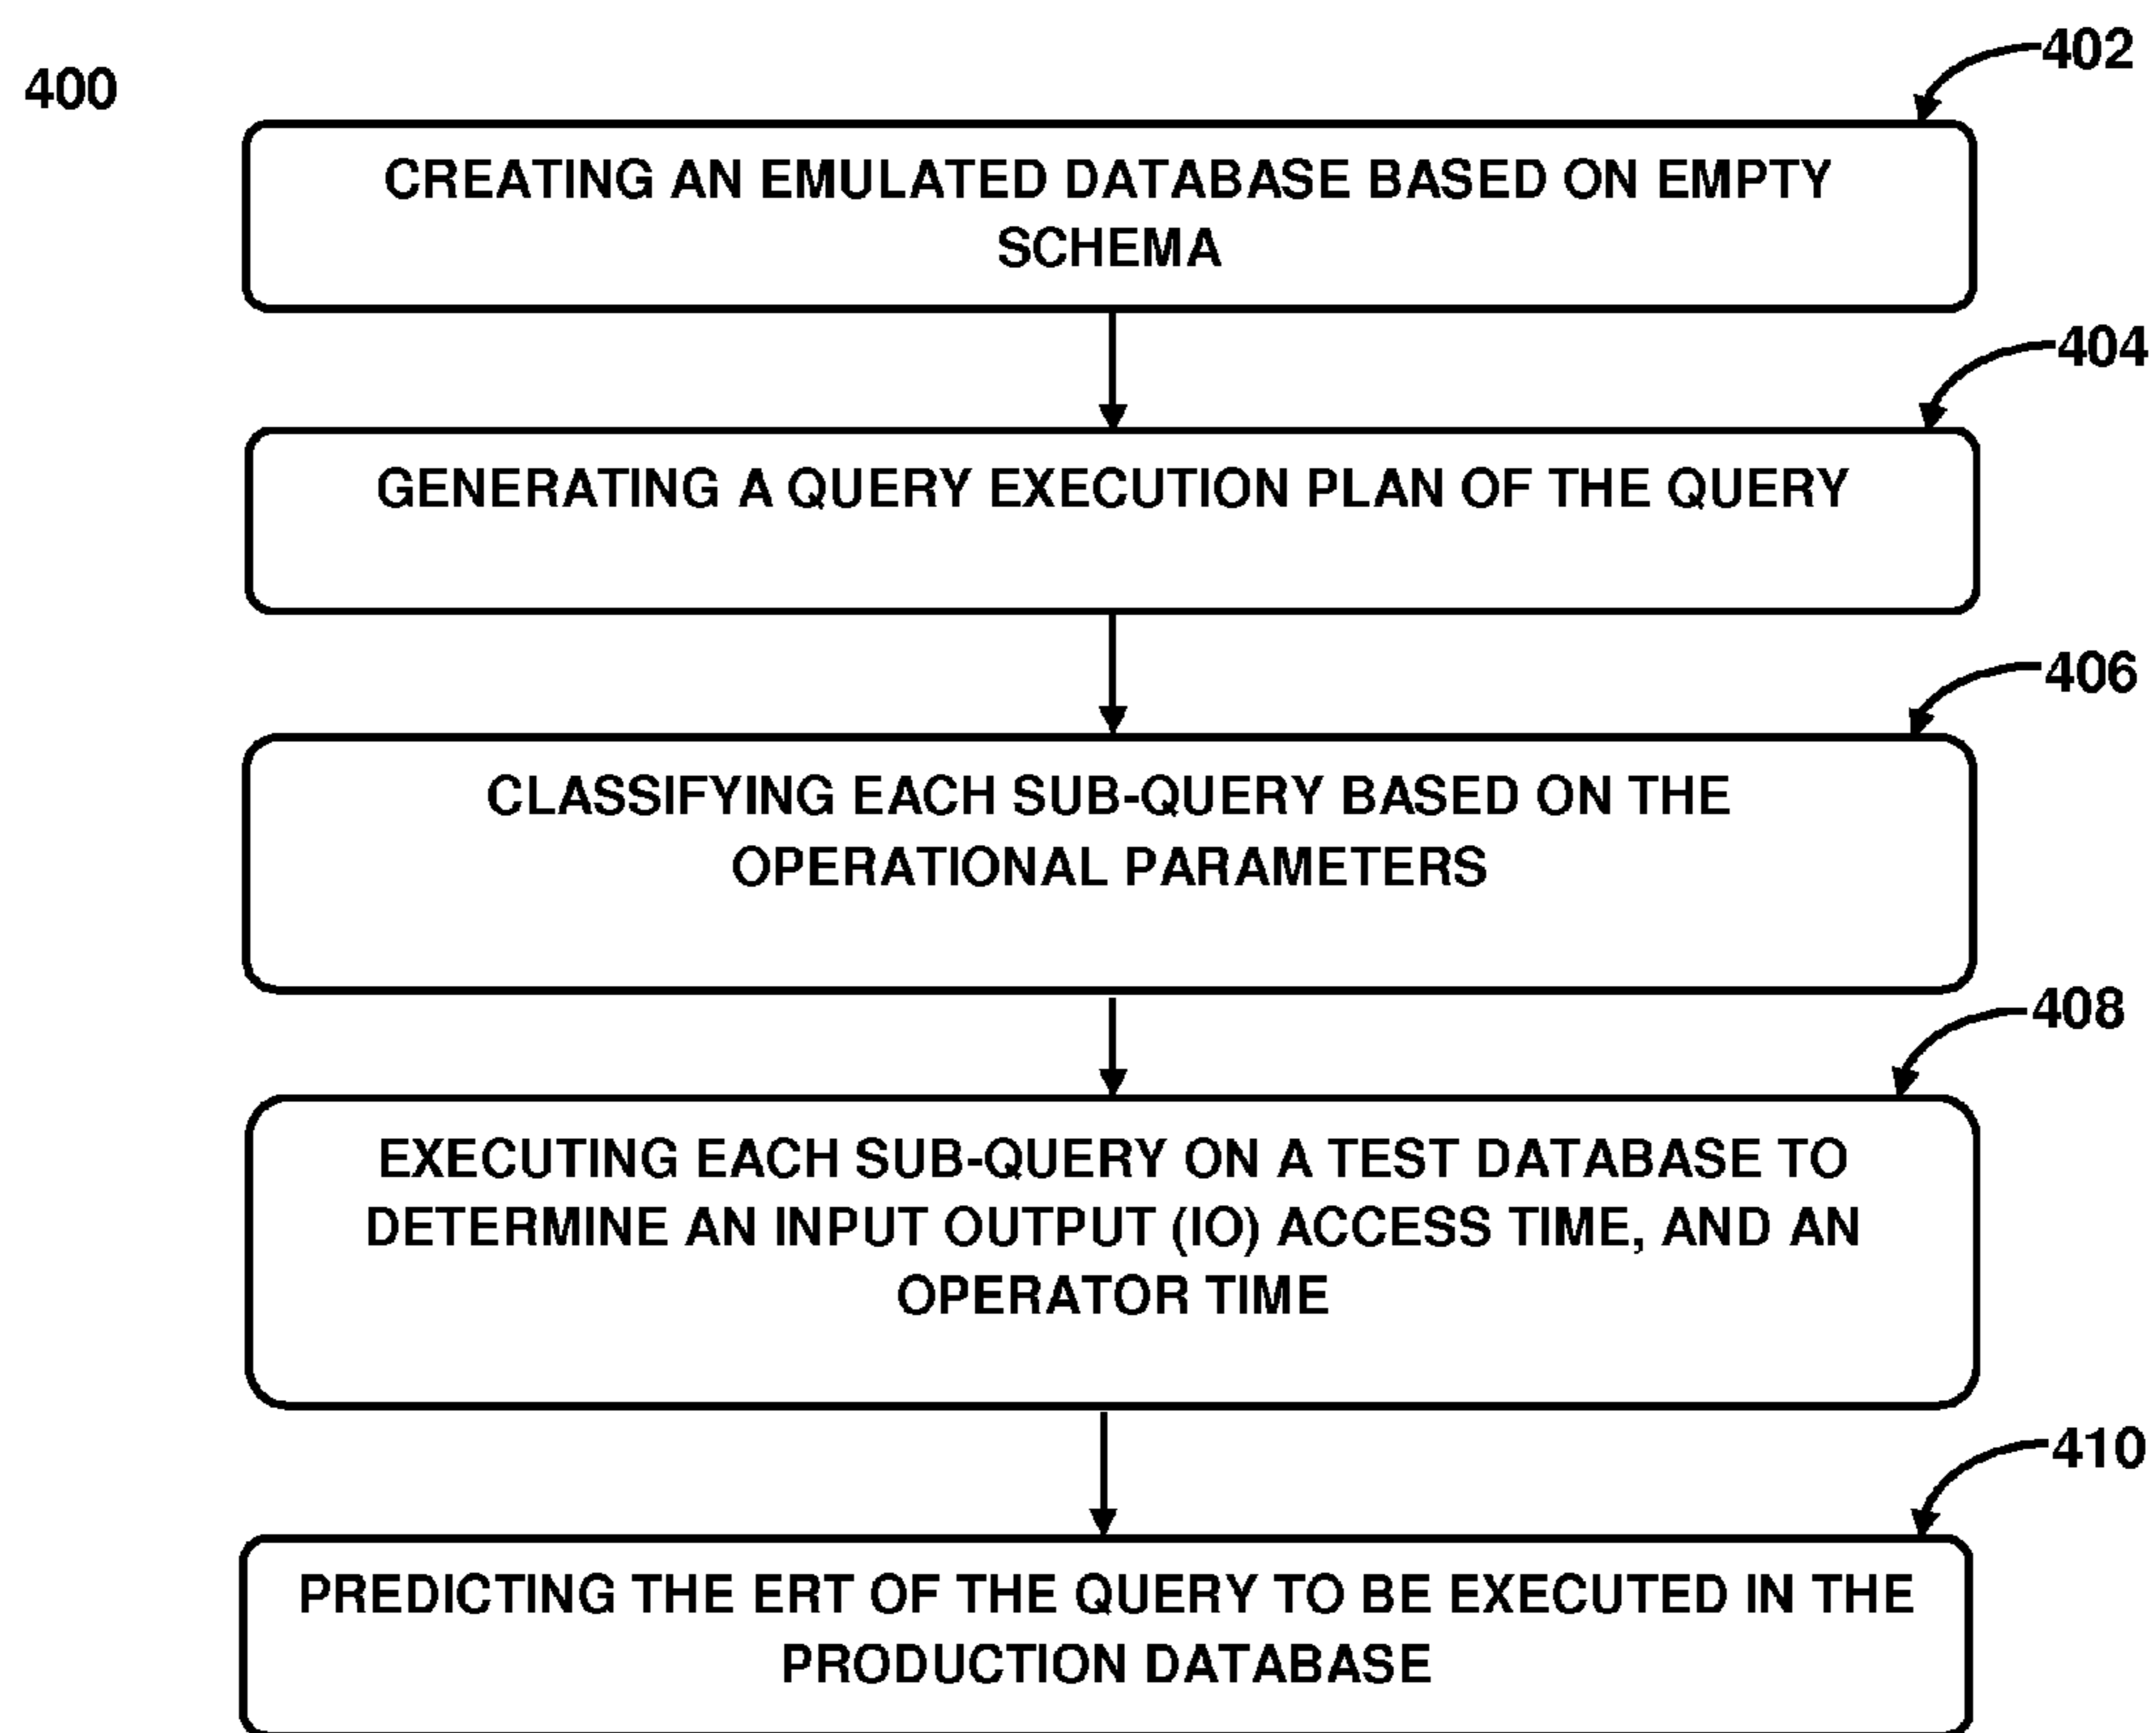 400
402
CREATING AN EMULATED DATABASE BASED ON EMPTY
SCHEMA
404
GENERATING A QUERY EXECUTION PLAN OF THE QUERY
406
CLASSIFYING EACH SUB-QUERY BASED ON THE
OPERATIONAL PARAMETERS
408
EXECUTING EACH SUB-QUERY ON A TEST DATABASE TO
DETERMINE AN INPUT OUTPUT (IO) ACCESS TIME, AND AN
OPERATOR TIME
410
PREDICTING THE ERT OF THE QUERY TO BE EXECUTED IN THE
PRODUCTION DATABASE